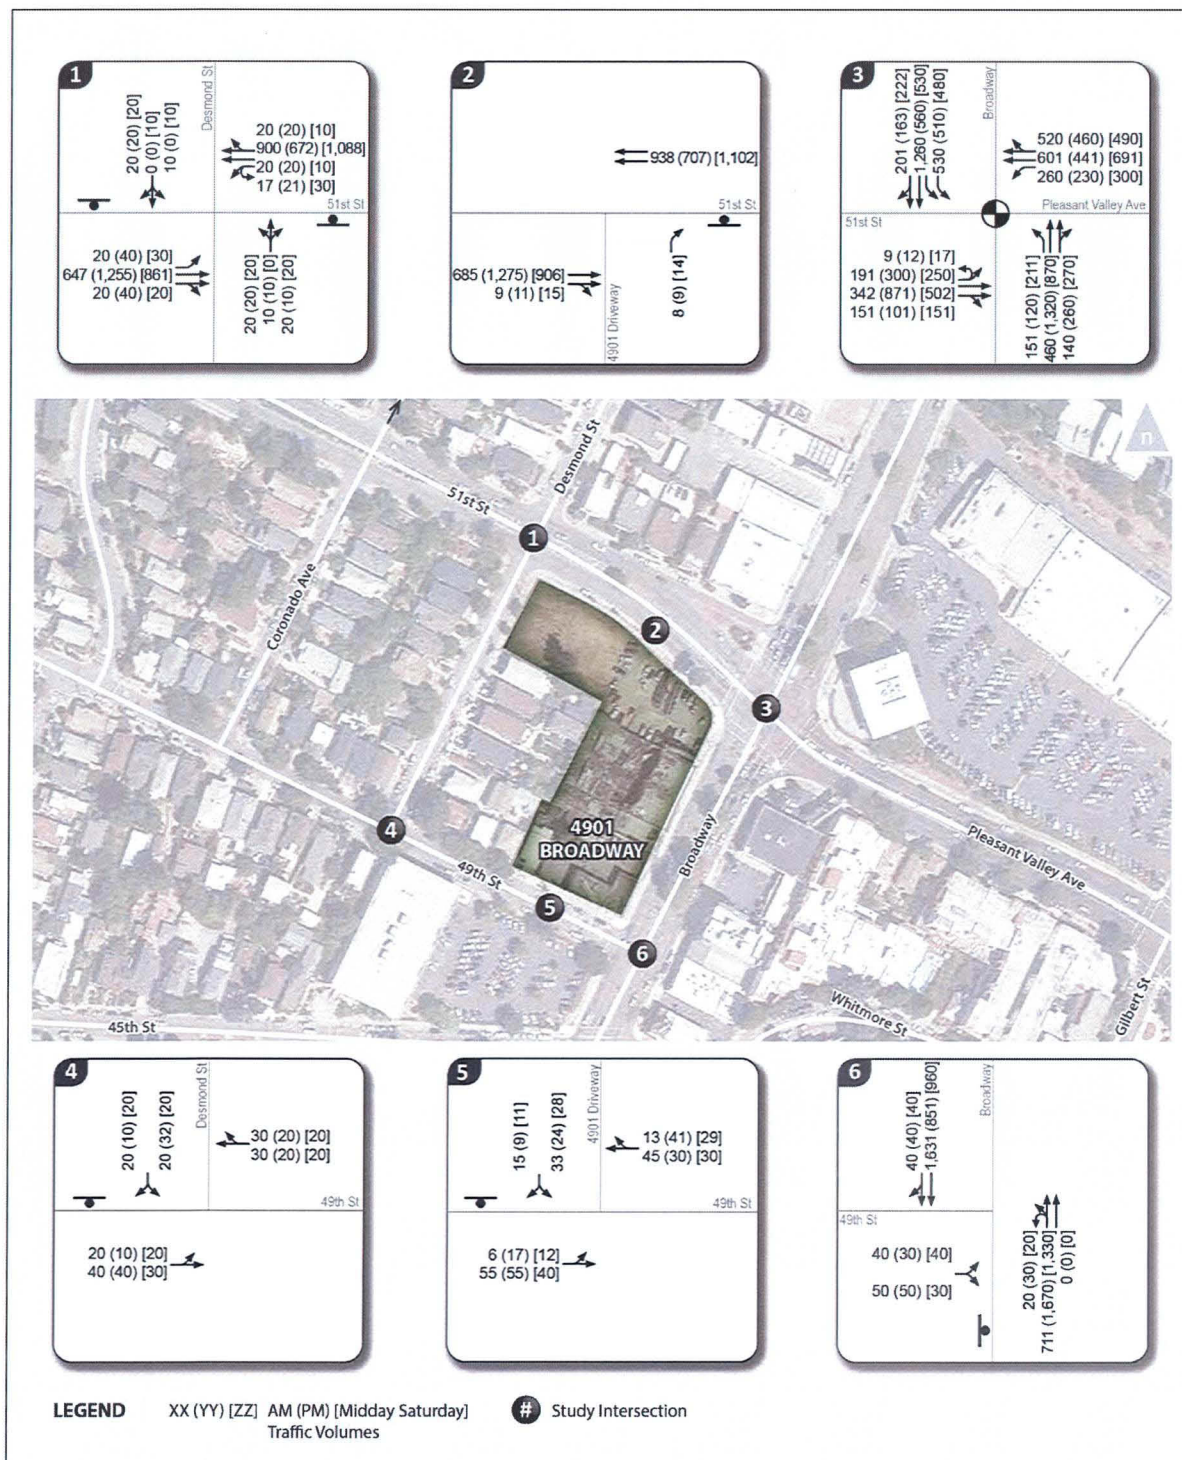 1
Desmond St
20 (20) [20]
0 (0) [10]
10 (0) [10]
20 (20) [10]
900 (672) [1,088]
20 (20) [10]
17 (21) [30]
51st St
20 (40) [30]
647 (1,255) [861]
20 (40) [20]
20 (20) [20]
10 (10) [0]
20 (10) [20]
2
938 (707) [1,102]
51st St
685 (1,275) [906]
9 (11) [15]
4901 Driveway
8 (9) [14]
3
Broadway
201 (163) [222]
1,260 (560) [530]
530 (510) [480]
520 (460) [490]
601 (441) [691]
260 (230) [300]
Pleasant Valley Ave
51st St
9 (12) [17]
191 (300) [250]
342 (871) [502]
151 (101) [151]
151 (120) [211]
460 (1,320) [870]
140 (260) [270]
n
51st St
Desmond St
1
Coronado Ave
2
3
4901
BROADWAY
Broadway
4
49th St
5
6
Pleasant Valley Ave
Whitmore St
Gilbert St
45th St
4
Desmond St
20 (10) [20]
20 (32) [20]
30 (20) [20]
30 (20) [20]
49th St
20 (10) [20]
40 (40) [30]
5
4901 Driveway
15 (9) [11]
33 (24) [28]
13 (41) [29]
45 (30) [30]
49th St
6 (17) [12]
55 (55) [40]
6
Broadway
40 (40) [40]
1,631 (851) [960]
49th St
40 (30) [40]
50 (50) [30]
20 (30) [20]
711 (1,670) [1,330]
0 (0) [0]
LEGEND XX (YY) [ZZ] AM (PM) [Midday Saturday]
Traffic Volumes
# Study Intersection